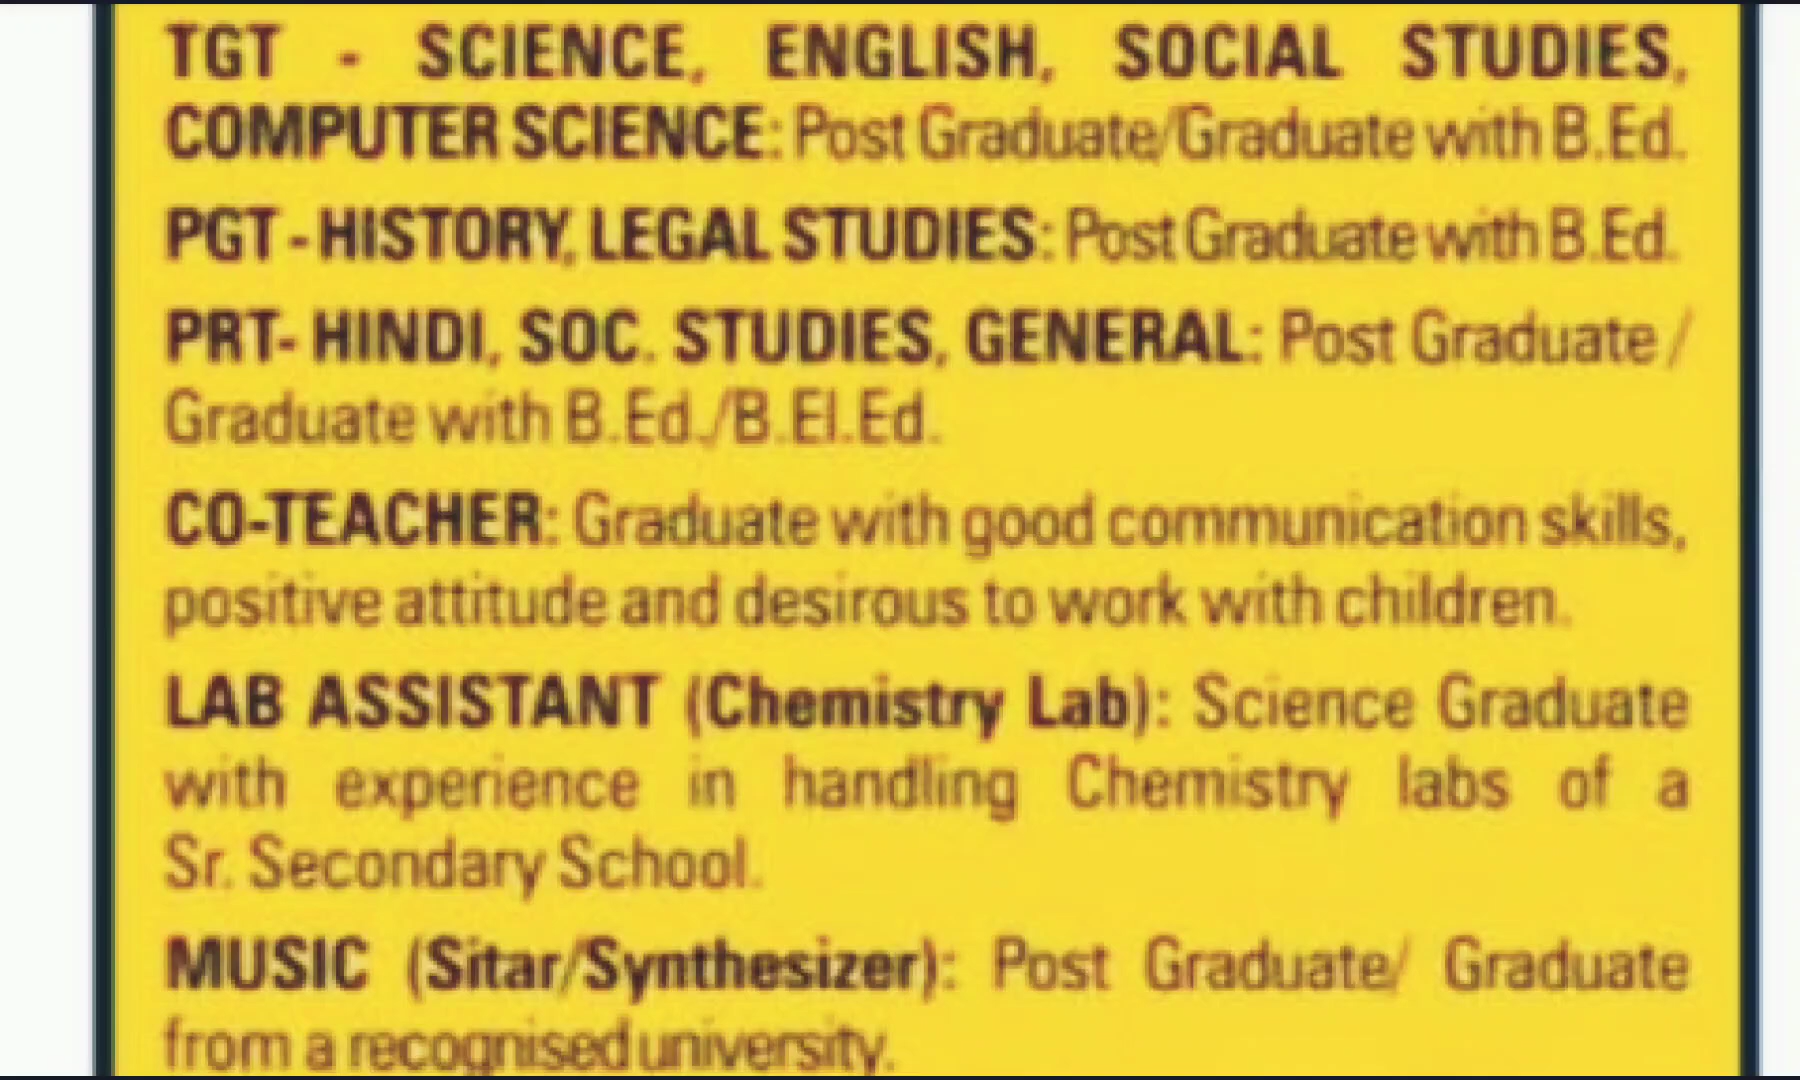 TGT - SCIENCE, ENGLISH, SOCIAL STUDIES,
COMPUTER SCIENCE: Post Graduate/Graduate with B.Ed.
PGT - HISTORY, LEGAL STUDIES: Post Graduate with B.Ed.
PRT- HINDI, SOC. STUDIES, GENERAL: Post Graduate /
Graduate with B.Ed./B.El.Ed.
CO-TEACHER: Graduate with good communication skills,
positive attitude and desirous to work with children.
LAB ASSISTANT (Chemistry Lab): Science Graduate
with experience in handling Chemistry labs of a
Sr. Secondary School.
MUSIC (Sitar/Synthesizer): Post Graduate/ Graduate
from a recognised university.